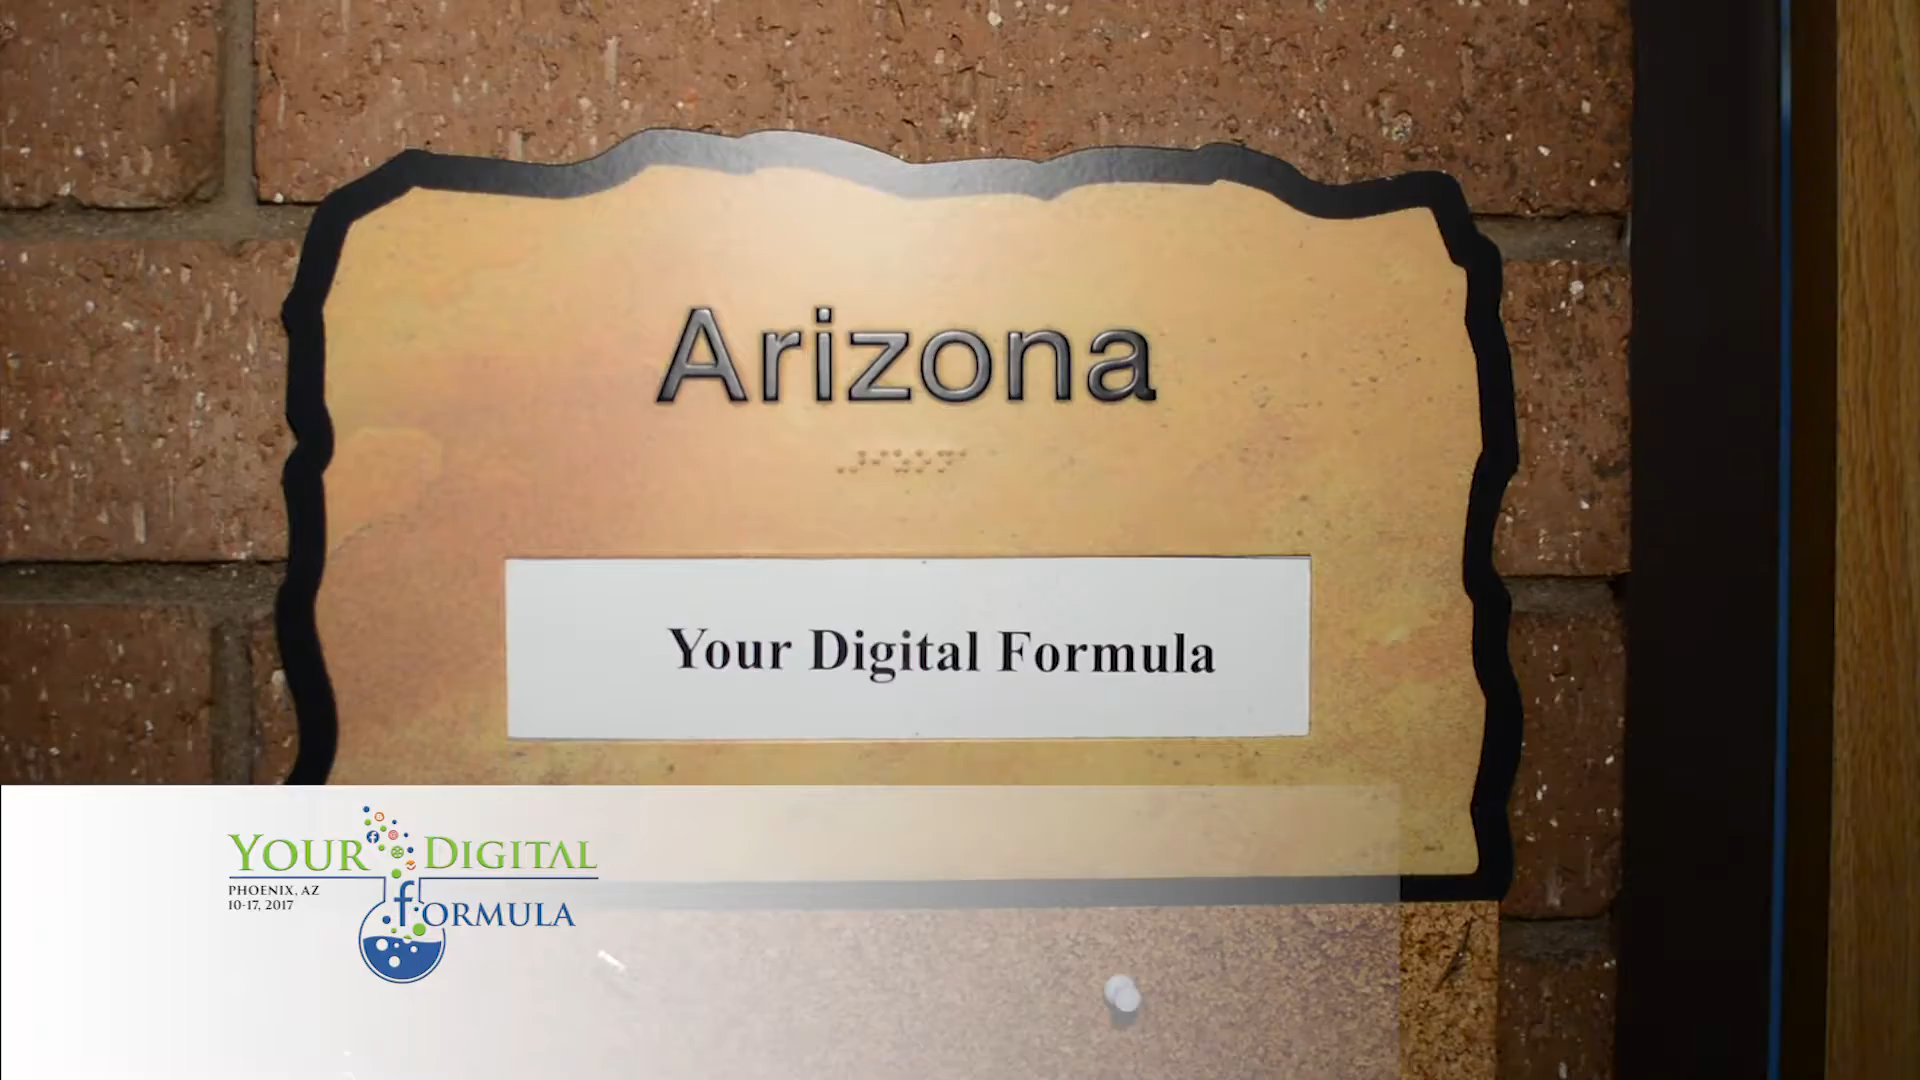 Arizona
Your Digital Formula
YOUR DIGITAL
PHOENIX, AZ
10-17, 2017
fORMULA